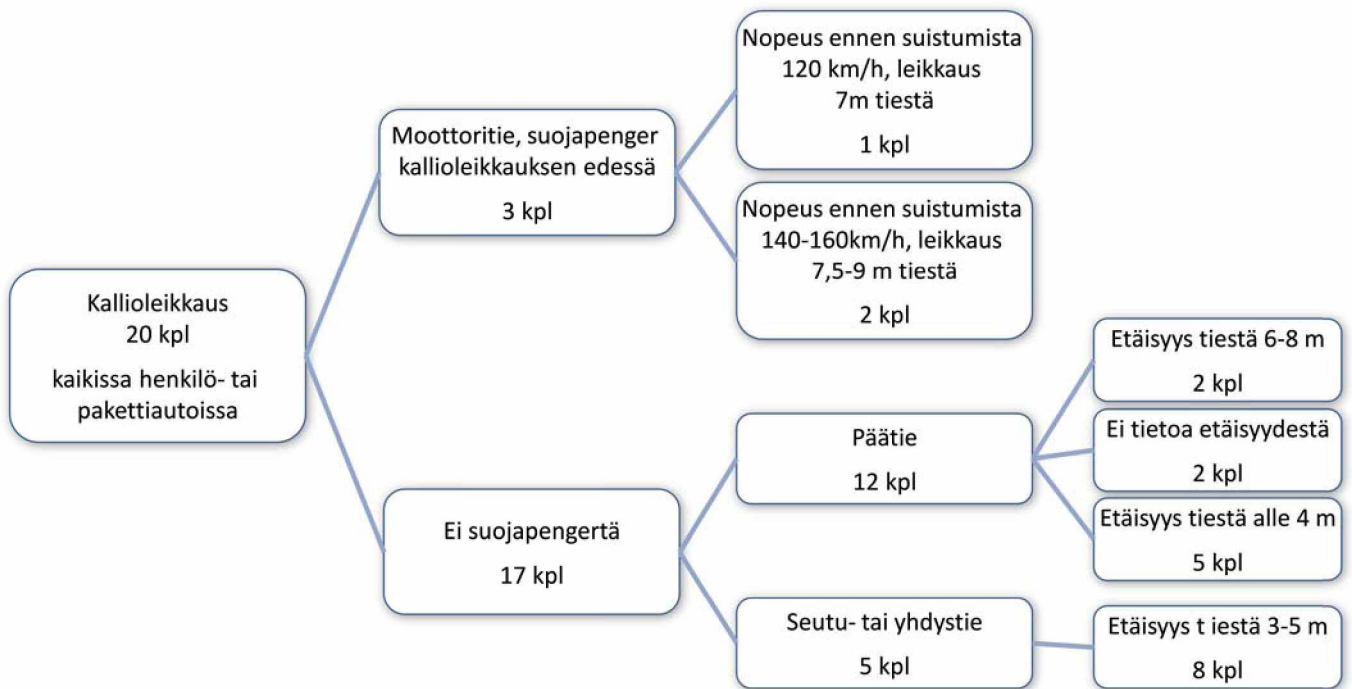 Kallioleikkaus
20 kpl
kaikissa henkilö- tai
pakettiautoissa
Moottoritie, suojapenger
kallioleikkauksen edessä
3 kpl
Nopeus ennen suistumista
120 km/h, leikkaus
7m tiestä
1 kpl
Nopeus ennen suistumista
140-160km/h, leikkaus
7,5-9 m tiestä
2 kpl
Ei suojapengertä
17 kpl
Päätie
12 kpl
Etäisyys tiestä 6-8 m
2 kpl
Ei tietoa etäisyydestä
2 kpl
Etäisyys tiestä alle 4 m
5 kpl
Seutu- tai yhdystie
5 kpl
Etäisyys t iestä 3-5 m
8 kpl